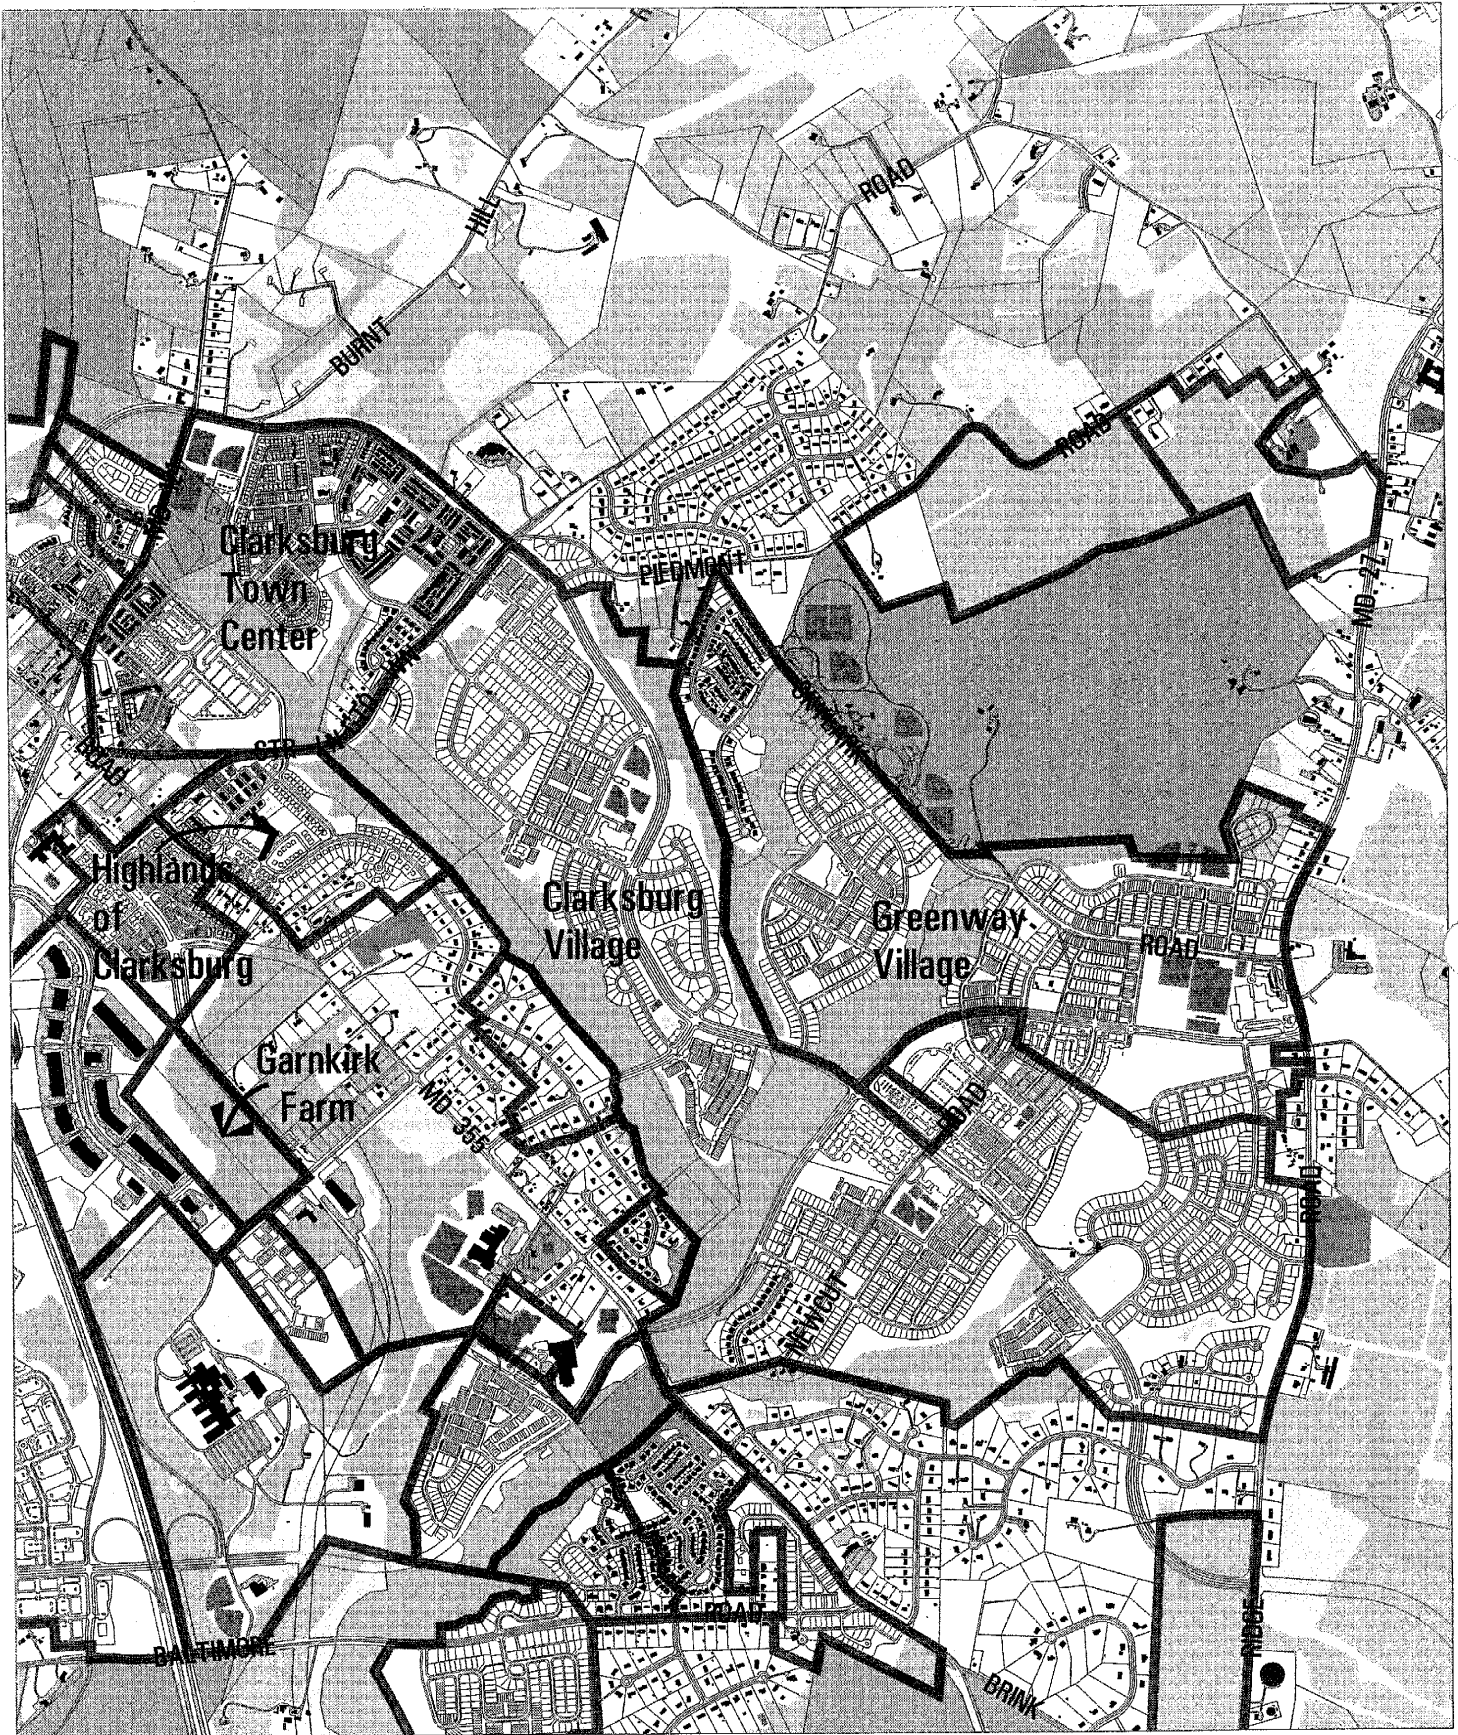 ROAD
HILL
BURNT
ROAD
Clarksburg
Town
Center
PIEDMONT
MD 27
ROAD
STR
Highlands
of
Clarksburg
Clarksburg
Village
Greenway
Village
ROAD
Garnkirk
Farm
MD 355
ROAD
ROAD
NEWCUT
ROAD
BALTIMORE
RIDGE
BRINK